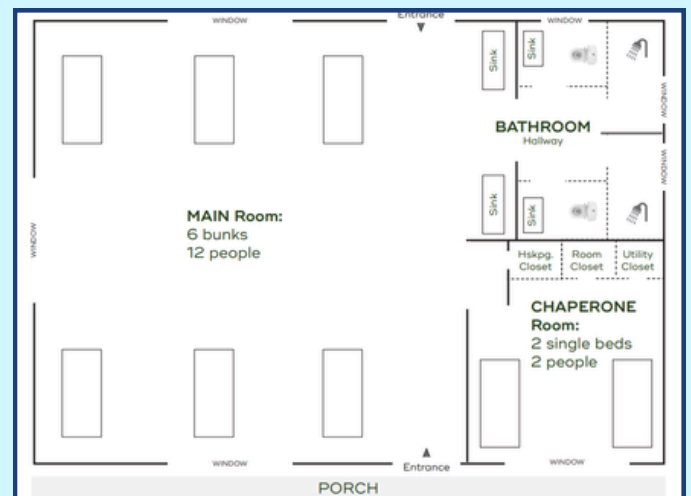 WINDOW
Entrance
WINDOW
Sink
Sink
WINDOW
BATHROOM
Hallway
WINDOW
MAIN Room:
6 bunks
12 people
WINDOW
Sink
Sink
Hskpg.
Closet
Room
Closet
Utility
Closet
CHAPERONE
Room:
2 single beds
2 people
WINDOW
Entrance
WINDOW
PORCH